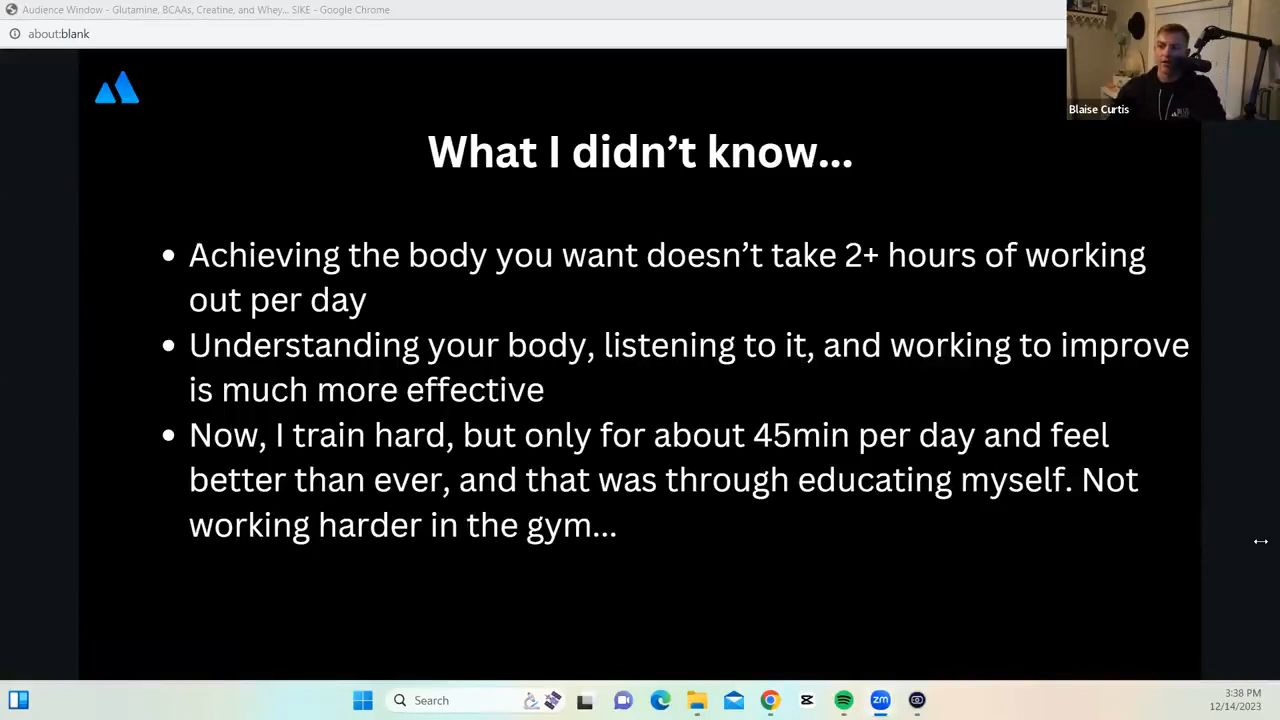 Audience Window - Glutamine, BCAAs, Creatine, and Whey... SIKE - Google Chrome
about:blank
Blaise Curtis
What I didn't know...
• Achieving the body you want doesn't take 2+ hours of working
out per day
• Understanding your body, listening to it, and working to improve
is much more effective
• Now, I train hard, but only for about 45min per day and feel
better than ever, and that was through educating myself. Not
working harder in the gym...
Search
zm
3:38 PM
12/14/2023